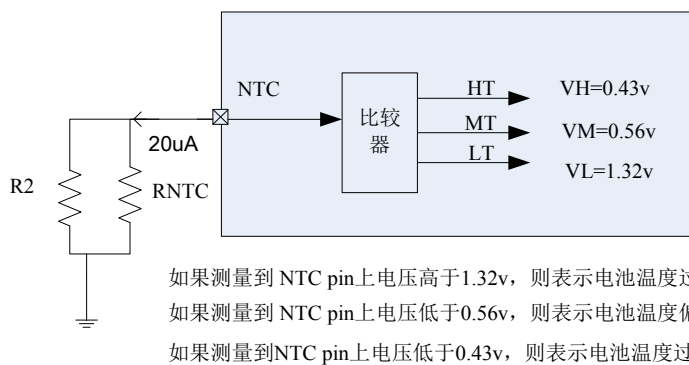 NTC
比较
器
HT
MT
LT
VH=0.43v
VM=0.56v
VL=1.32v
20uA
R2
RNTC
如果测量到 NTC pin上电压高于1.32v，则表示电池温度过
如果测量到 NTC pin上电压低于0.56v，则表示电池温度偏
如果测量到NTC pin上电压低于0.43v，则表示电池温度过